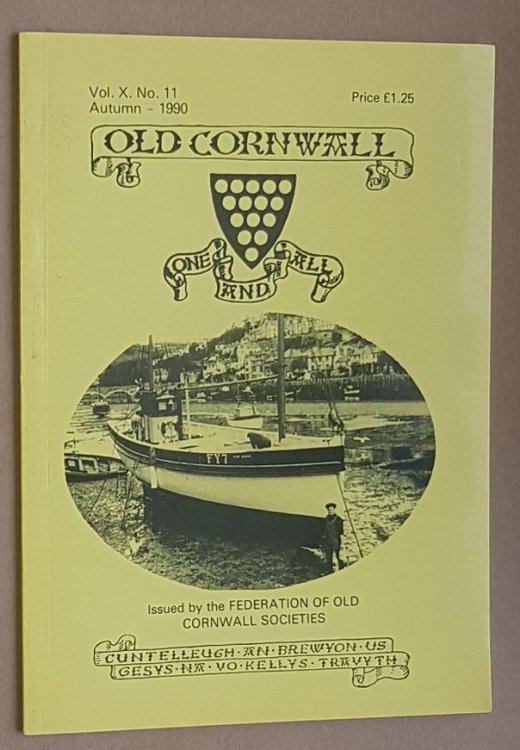 Vol. X. No. 11
Autumn - 1990
Price £1.25
OLD CORNWALL
ONE AND ALL
FY7
Issued by the FEDERATION OF OLD
CORNWALL SOCIETIES
CUNTELLEUGH·AN·BREWYON·US
GESYS·NA·VO·KELLYS·TRAVYTH